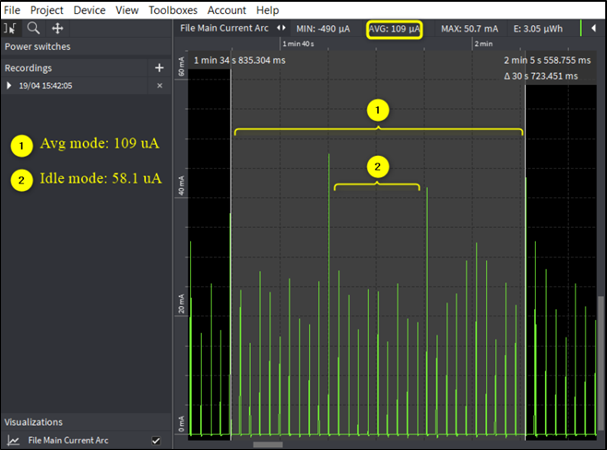 File Project Device View Toolboxes Account Help
File Main Current Arc MIN: -490 µA AVG: 109 µA MAX: 50.7 mA E: 3.05 µWh
Power switches
1 min 40 s 2 min
Recordings +
1 min 34 s 835.304 ms 2 min 5 s 558.755 ms
Δ 30 s 723.451 ms
19/04 15:42:05 ×
60 mA
1
1 Avg mode: 109 uA
2
2 Idle mode: 58.1 uA
40 mA
20 mA
0 mA
Visualizations
File Main Current Arc